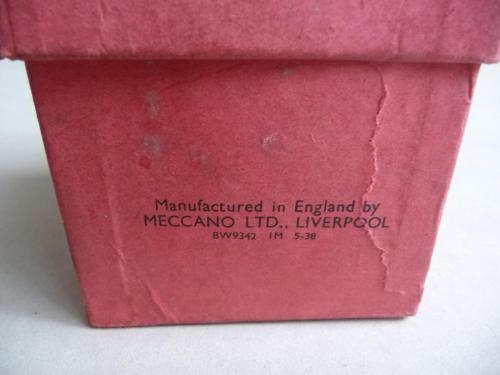 Manufactured in England by
MECCANO LTD., LIVERPOOL
BW9342 1M 5-38